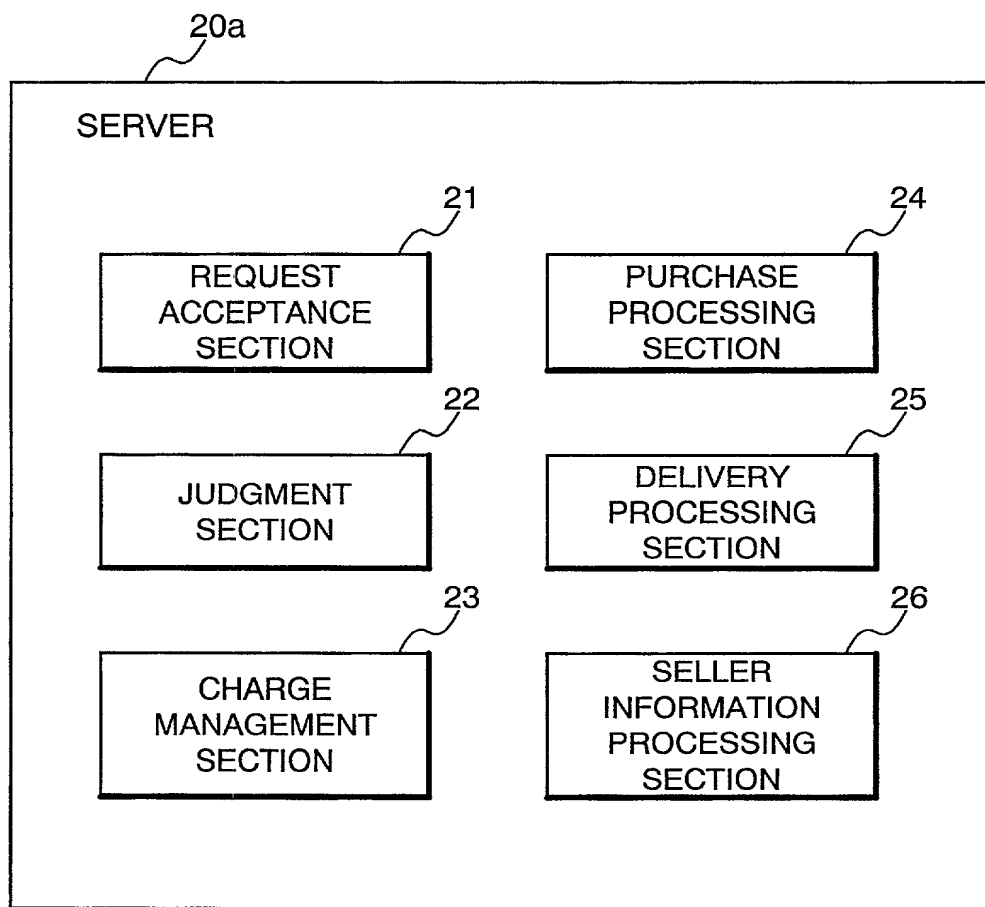 20a
SERVER
21
REQUEST
ACCEPTANCE
SECTION
24
PURCHASE
PROCESSING
SECTION
22
JUDGMENT
SECTION
25
DELIVERY
PROCESSING
SECTION
23
CHARGE
MANAGEMENT
SECTION
26
SELLER
INFORMATION
PROCESSING
SECTION